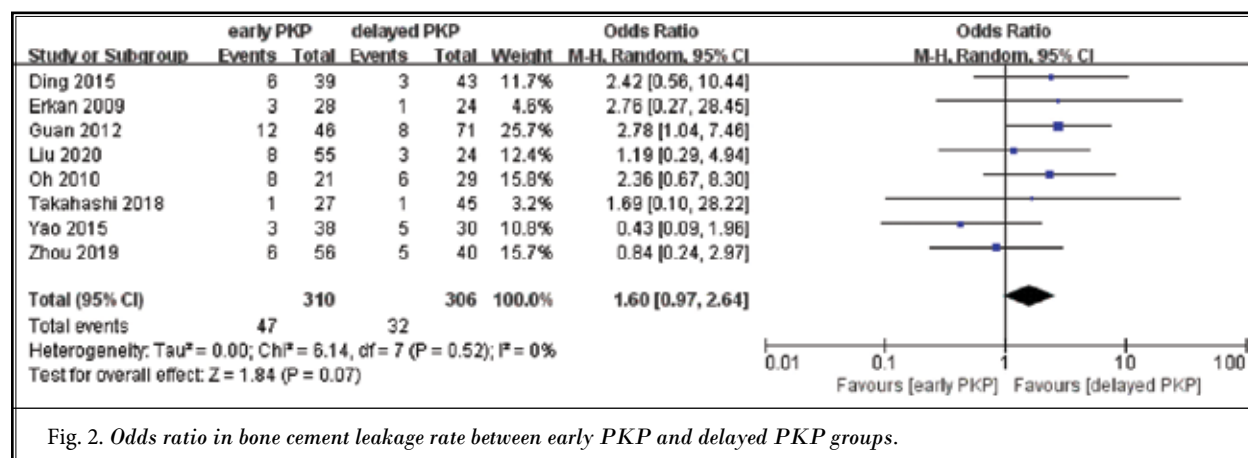 early PKP delayed PKP Odds Ratio Odds Ratio
Study or Subgroup Events Total Events Total Weight M-H, Random, 95% CI M-H, Random, 95% CI
Ding 2015 6 39 3 43 11.7% 2.42 [0.56, 10.44]
Erkan 2009 3 28 1 24 4.6% 2.76 [0.27, 28.45]
Guan 2012 12 46 8 71 25.7% 2.78 [1.04, 7.46]
Liu 2020 8 55 3 24 12.4% 1.19 [0.29, 4.94]
Oh 2010 8 21 6 29 15.8% 2.36 [0.67, 8.30]
Takahashi 2018 1 27 1 45 3.2% 1.69 [0.10, 28.22]
Yao 2015 3 38 5 30 10.8% 0.43 [0.09, 1.96]
Zhou 2019 6 56 5 40 15.7% 0.84 [0.24, 2.97]
Total (95% CI) 310 306 100.0% 1.60 [0.97, 2.64]
Total events 47 32
Heterogeneity: Tau² = 0.00; Chi² = 6.14, df = 7 (P = 0.52); I² = 0%
Test for overall effect: Z = 1.84 (P = 0.07)
0.01 0.1 1 10 100
Favours [early PKP] Favours [delayed PKP]
Fig. 2. Odds ratio in bone cement leakage rate between early PKP and delayed PKP groups.